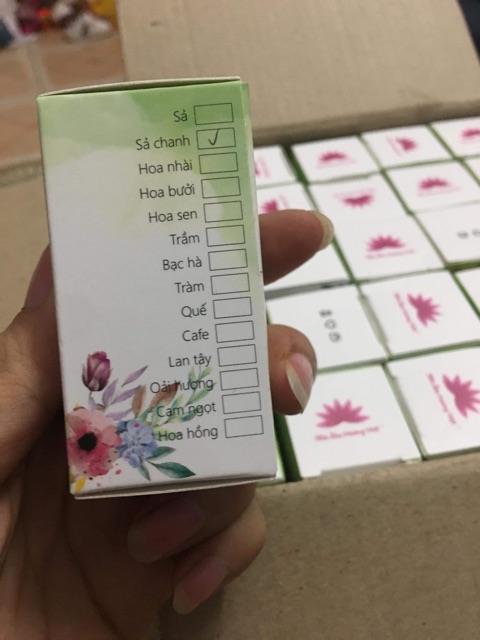 Sả
Sả chanh ✓
Hoa nhài
Hoa bưởi
Hoa sen
Trầm
Bạc hà
Tràm
Quế
Cafe
Lan tây
Oải hương
Cam ngọt
Hoa hồng